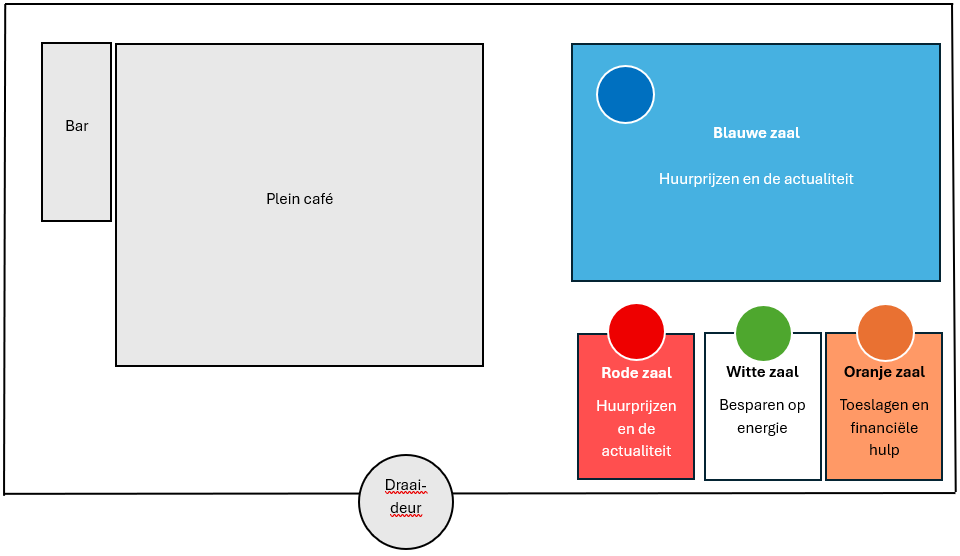 Bar
Plein café
Blauwe zaal
Huurprijzen en de actualiteit
Rode zaal
Huurprijzen
en de
actualiteit
Witte zaal
Besparen op
energie
Oranje zaal
Toeslagen en
financiële
hulp
Draai-
deur